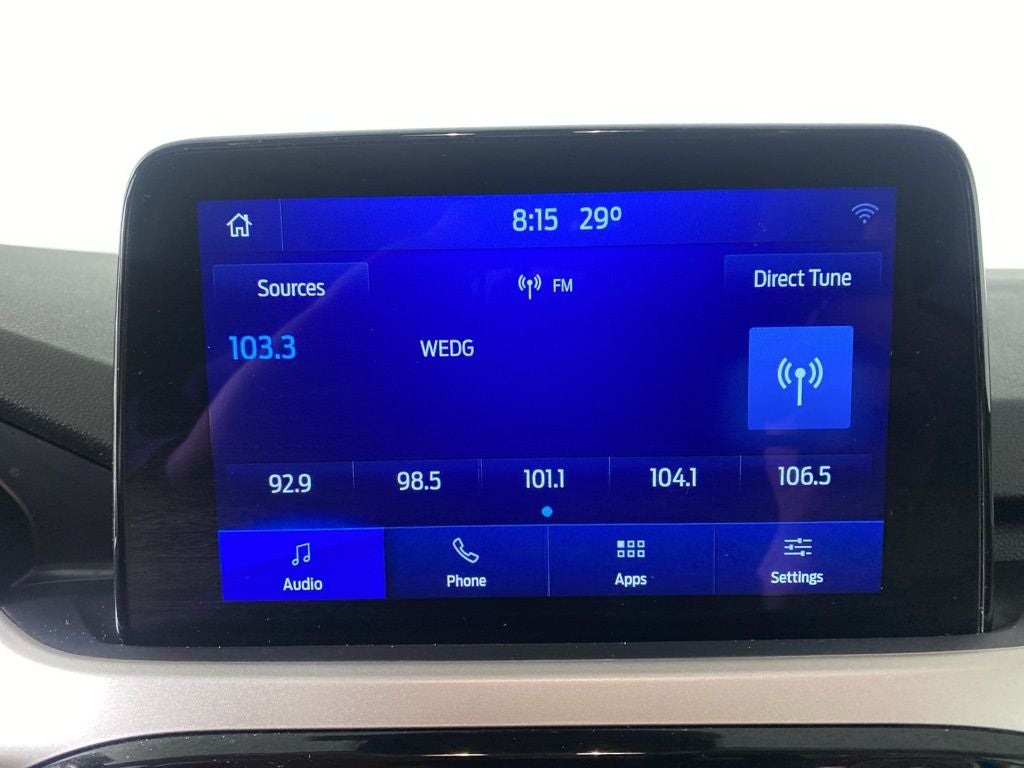 8:15 29°
Sources
FM
Direct Tune
103.3
WEDG
92.9
98.5
101.1
104.1
106.5
Audio
Phone
Apps
Settings